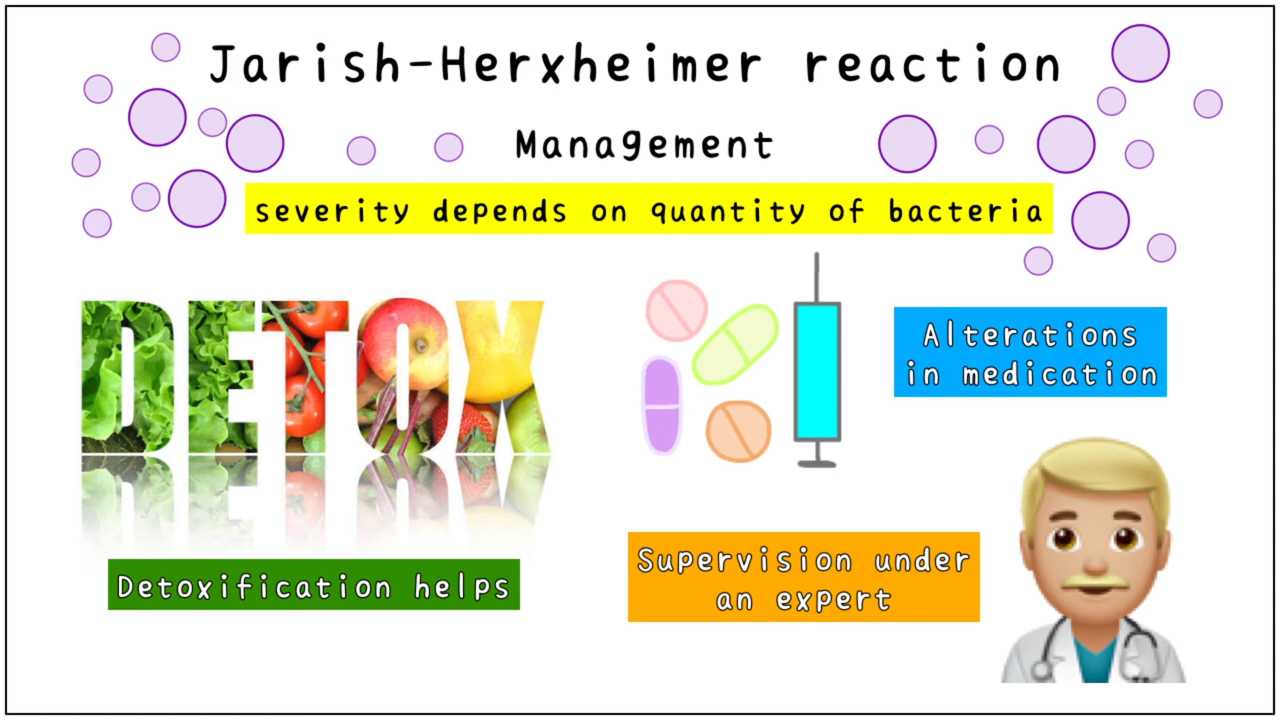 Jarish-Herxheimer reaction
Management
severity depends on quantity of bacteria
DETOX
Alterations
in medication
Supervision under
an expert
Detoxification helps